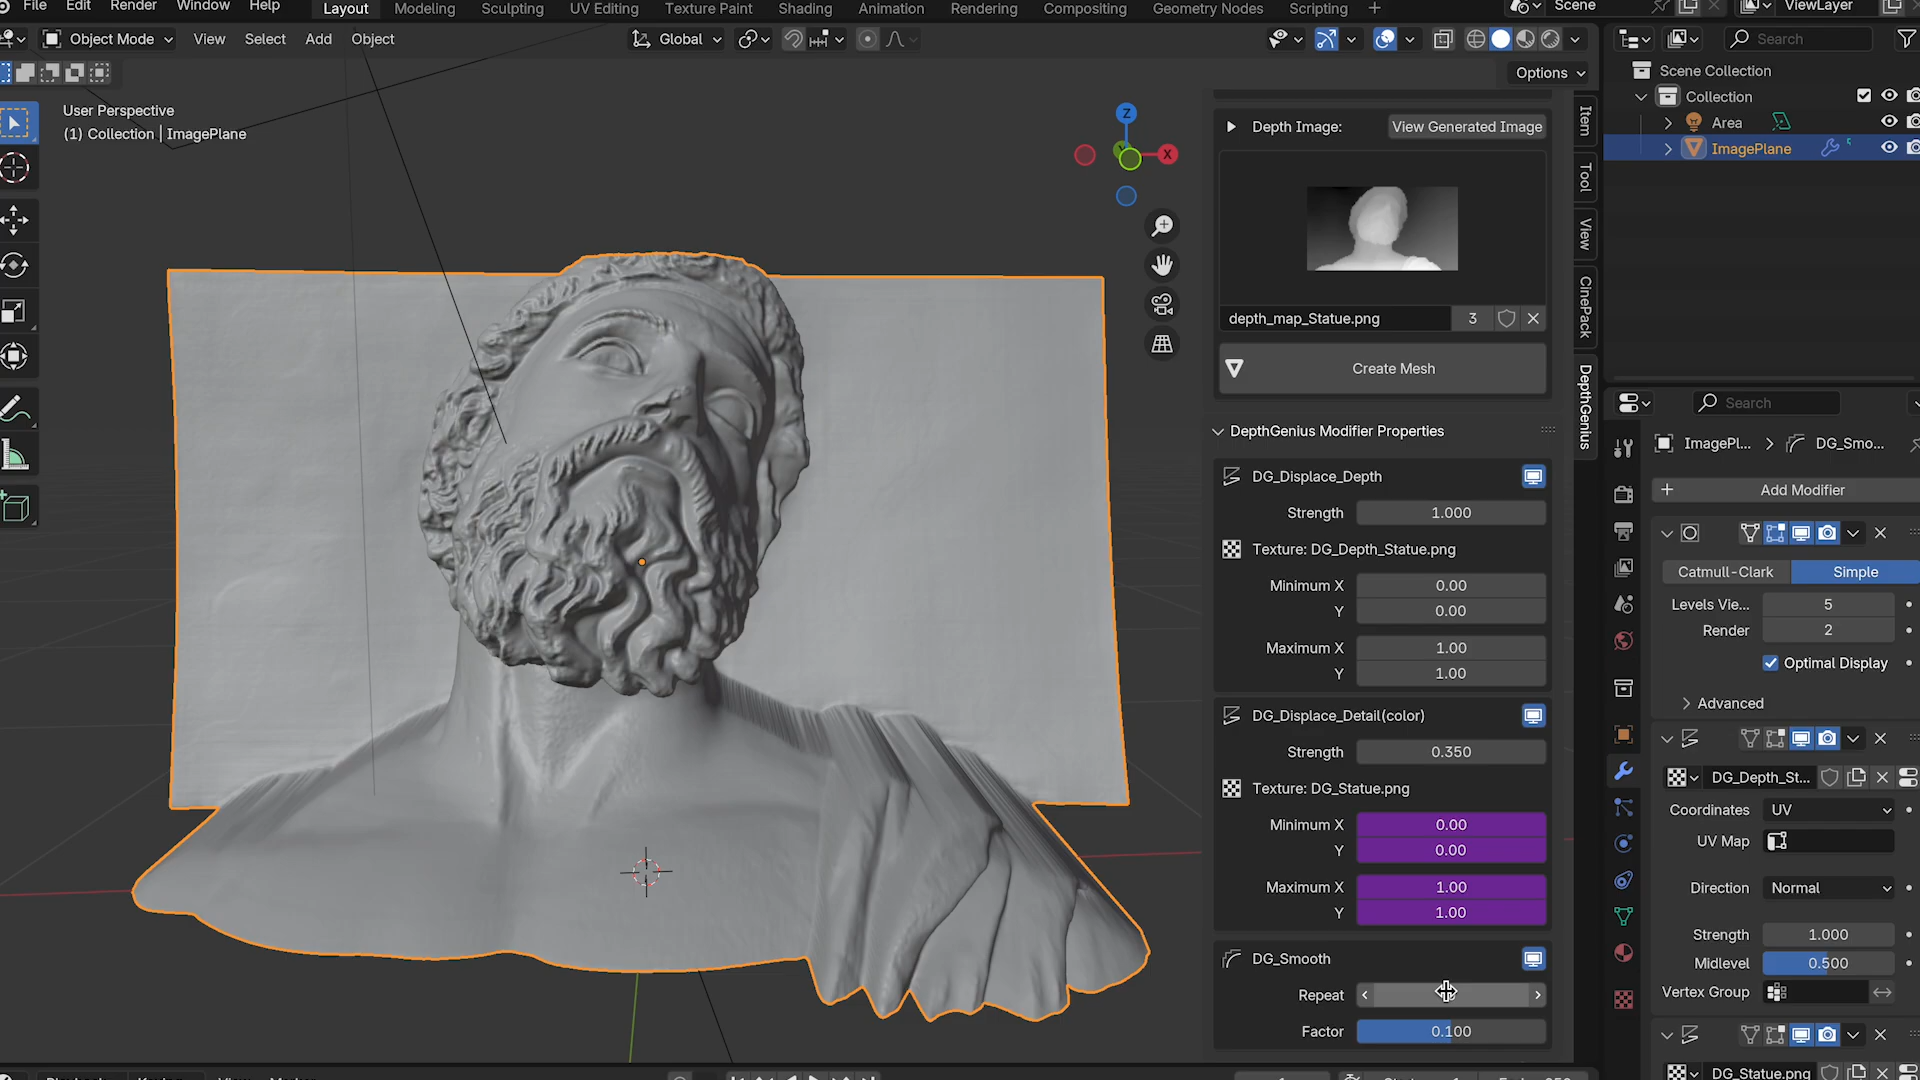 File Edit Render Window Help Layout Modeling Sculpting UV Editing Texture Paint Shading Animation Rendering Compositing Geometry Nodes Scripting + Scene ViewLayer
Object Mode View Select Add Object Global Search
Options
User Perspective
(1) Collection | ImagePlane
Z
X
Depth Image: View Generated Image
depth_map_Statue.png 3
Create Mesh
DepthGenius Modifier Properties
DG_Displace_Depth
Strength 1.000
Texture: DG_Depth_Statue.png
Minimum X 0.00
Y 0.00
Maximum X 1.00
Y 1.00
DG_Displace_Detail(color)
Strength 0.350
Texture: DG_Statue.png
Minimum X 0.00
Y 0.00
Maximum X 1.00
Y 1.00
DG_Smooth
Repeat
Factor 0.100
Item
Tool
View
CinePack
DepthGenius
Scene Collection
Collection
Area
ImagePlane
Search
ImagePl... > DG_Smo...
+ Add Modifier
Catmull-Clark Simple
Levels Vie... 5
Render 2
Optimal Display
Advanced
DG_Depth_St...
Coordinates UV
UV Map
Direction Normal
Strength 1.000
Midlevel 0.500
Vertex Group
DG_Statue.png